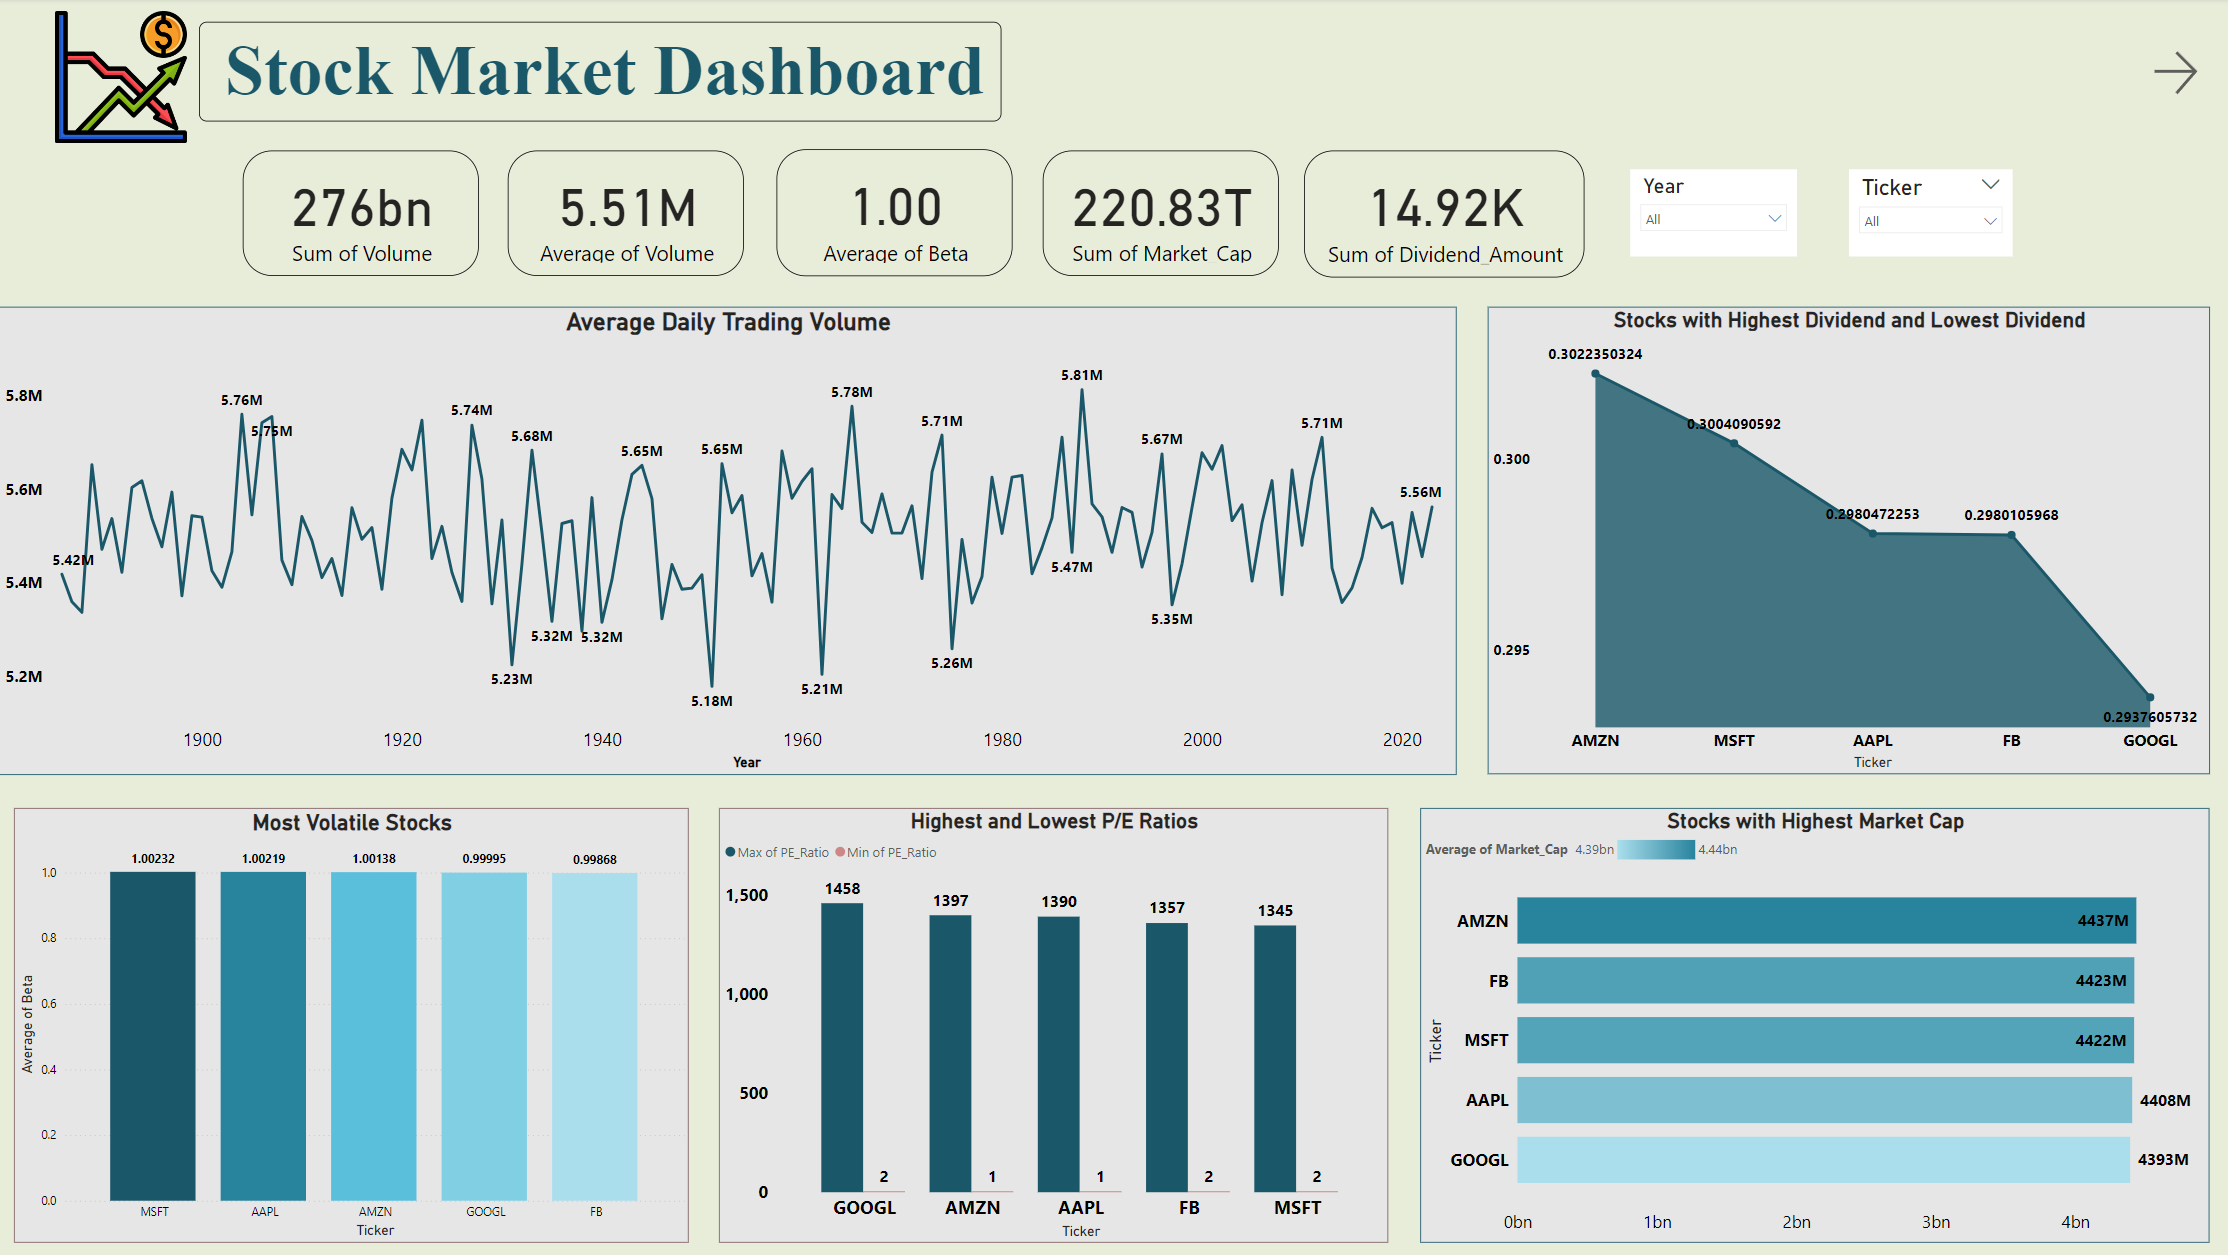 $
Stock Market Dashboard
276bn
Sum of Volume
5.51M
Average of Volume
1.00
Average of Beta
220.83T
Sum of Market_Cap
14.92K
Sum of Dividend_Amount
Year
All
Ticker
All
Average Daily Trading Volume
5.8M
5.6M
5.4M
5.2M
5.42M
5.76M
5.75M
5.74M
5.23M
5.68M
5.32M
5.32M
5.65M
5.18M
5.65M
5.21M
5.78M
5.71M
5.26M
5.47M
5.81M
5.67M
5.35M
5.71M
5.56M
1900
1920
1940
1960
1980
2000
2020
Year
Stocks with Highest Dividend and Lowest Dividend
0.300
0.295
0.3022350324
0.3004090592
0.2980472253
0.2980105968
0.2937605732
AMZN
MSFT
AAPL
FB
GOOGL
Ticker
Most Volatile Stocks
Average of Beta
1.0
0.8
0.6
0.4
0.2
0.0
1.00232
1.00219
1.00138
0.99995
0.99868
MSFT
AAPL
AMZN
GOOGL
FB
Ticker
Highest and Lowest P/E Ratios
Max of PE_Ratio
Min of PE_Ratio
1,500
1,000
500
0
1458
2
1397
1
1390
1
1357
2
1345
2
GOOGL
AMZN
AAPL
FB
MSFT
Ticker
Stocks with Highest Market Cap
Average of Market_Cap 4.39bn 4.44bn
Ticker
AMZN 4437M
FB 4423M
MSFT 4422M
AAPL 4408M
GOOGL 4393M
0bn
1bn
2bn
3bn
4bn